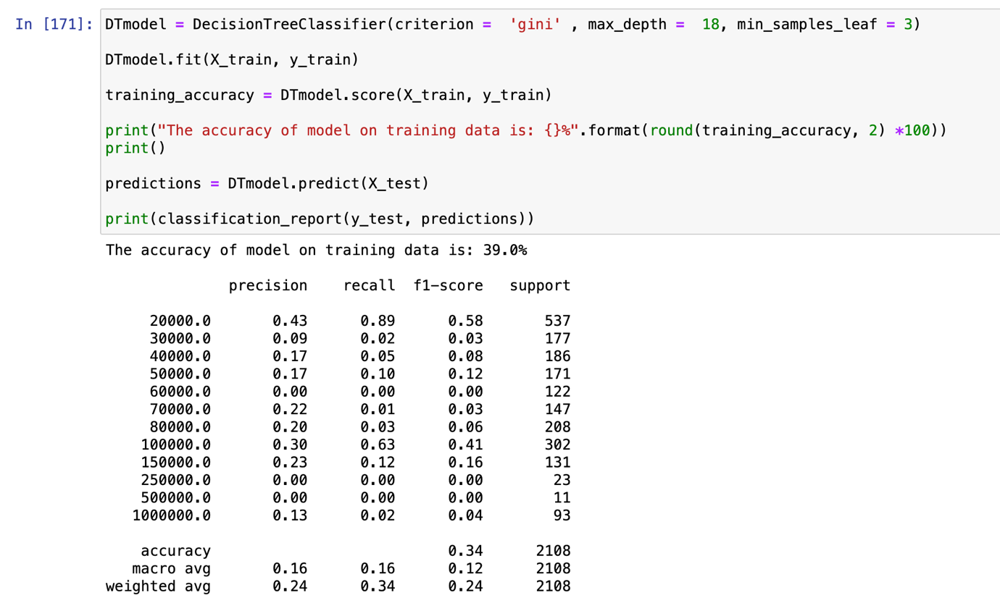 In [171]: DTmodel = DecisionTreeClassifier(criterion =  'gini' , max_depth =  18, min_samples_leaf = 3)
DTmodel.fit(X_train, y_train)
training_accuracy = DTmodel.score(X_train, y_train)
print("The accuracy of model on training data is: {}%".format(round(training_accuracy, 2) *100))
print()
predictions = DTmodel.predict(X_test)
print(classification_report(y_test, predictions))
The accuracy of model on training data is: 39.0%
precision recall f1-score support
20000.0 0.43 0.89 0.58 537
30000.0 0.09 0.02 0.03 177
40000.0 0.17 0.05 0.08 186
50000.0 0.17 0.10 0.12 171
60000.0 0.00 0.00 0.00 122
70000.0 0.22 0.01 0.03 147
80000.0 0.20 0.03 0.06 208
100000.0 0.30 0.63 0.41 302
150000.0 0.23 0.12 0.16 131
250000.0 0.00 0.00 0.00 23
500000.0 0.00 0.00 0.00 11
1000000.0 0.13 0.02 0.04 93
accuracy 0.34 2108
macro avg 0.16 0.16 0.12 2108
weighted avg 0.24 0.34 0.24 2108